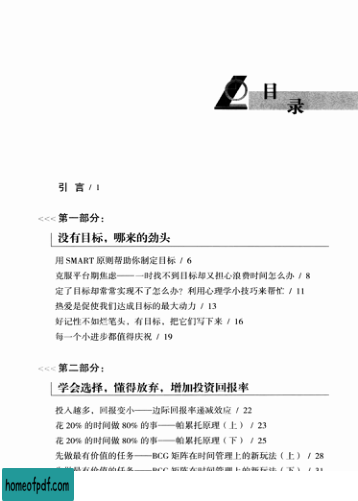 目
录
引 言 / 1
<<< 第一部分：
没有目标，哪来的劲头
用 SMART 原则帮助你制定目标 / 6
克服平台期焦虑——一时找不到目标却又担心浪费时间怎么办 / 8
定了目标却常常实现不了怎么办？利用心理学小技巧来帮忙 / 11
热爱是促使我们达成目标的最大动力 / 13
好记性不如烂笔头，有目标，把它们写下来 / 16
每一个小进步都值得庆祝 / 19
<<< 第二部分：
学会选择，懂得放弃，增加投资回报率
投入越多，回报变小——边际回报率递减效应 / 22
花 20% 的时间做 80% 的事——帕累托原理（上） / 23
花 20% 的时间做 80% 的事——帕累托原理（下） / 25
先做最有价值的任务——BCG 矩阵在时间管理上的新玩法（上） / 28
先做最有价值的任务——BCG 矩阵在时间管理上的新玩法（下） / 31
homeofpdf.com